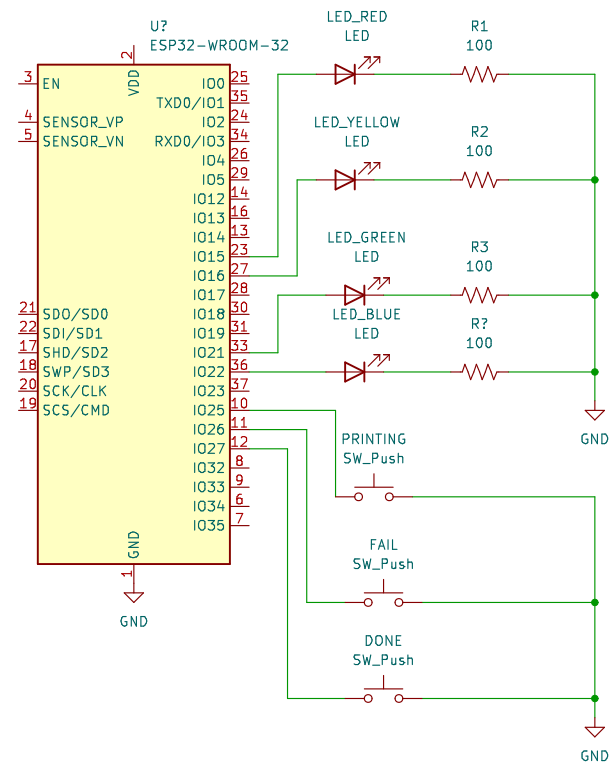 U?
ESP32-WROOM-32
2
VDD
3
EN
4
SENSOR_VP
5
SENSOR_VN
21
SDO/SD0
22
SDI/SD1
17
SHD/SD2
18
SWP/SD3
20
SCK/CLK
19
SCS/CMD
IO0
25
TXD0/IO1
35
IO2
24
RXD0/IO3
34
IO4
26
IO5
29
IO12
14
IO13
16
IO14
13
IO15
23
IO16
27
IO17
28
IO18
30
IO19
31
IO21
33
IO22
36
IO23
37
IO25
10
IO26
11
IO27
12
IO32
8
IO33
9
IO34
6
IO35
7
GND
1
GND
LED_RED
LED
R1
100
LED_YELLOW
LED
R2
100
LED_GREEN
LED
R3
100
LED_BLUE
LED
R?
100
GND
PRINTING
SW_Push
FAIL
SW_Push
DONE
SW_Push
GND